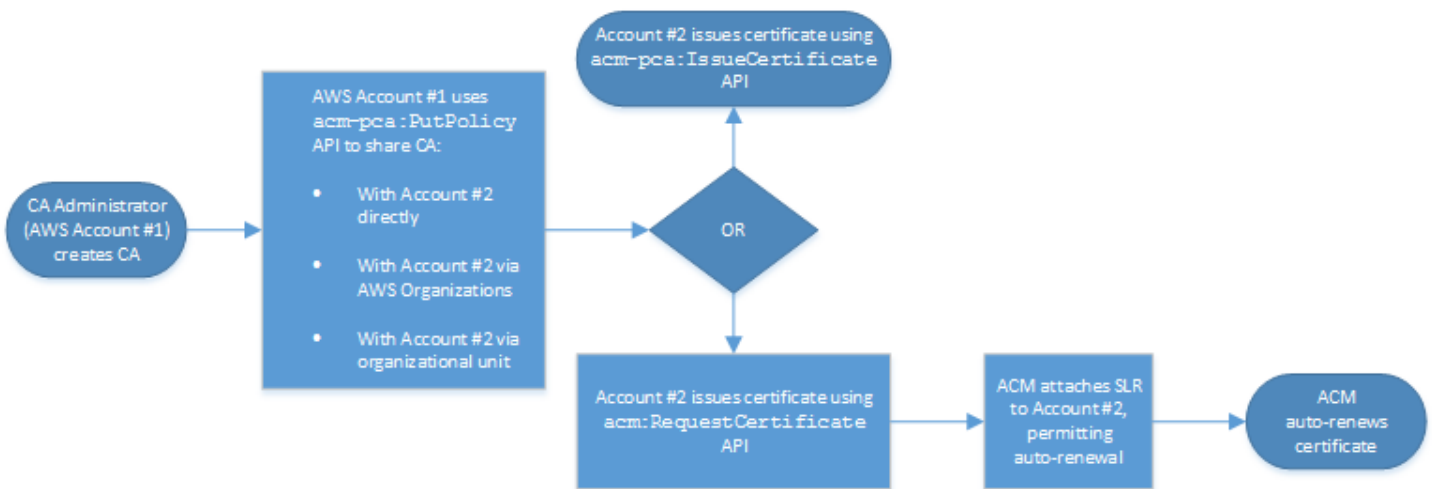 CA Administrator
(AWS Account #1)
creates CA
AWS Account #1 uses
acm-pca:PutPolicy
API to share CA:
• With Account #2
directly
• With Account #2 via
AWS Organizations
• With Account #2 via
organizational unit
OR
Account #2 issues certificate using
acm-pca:IssueCertificate
API
Account #2 issues certificate using
acm:RequestCertificate
API
ACM attaches SLR
to Account #2,
permitting
auto-renewal
ACM
auto-renews
certificate